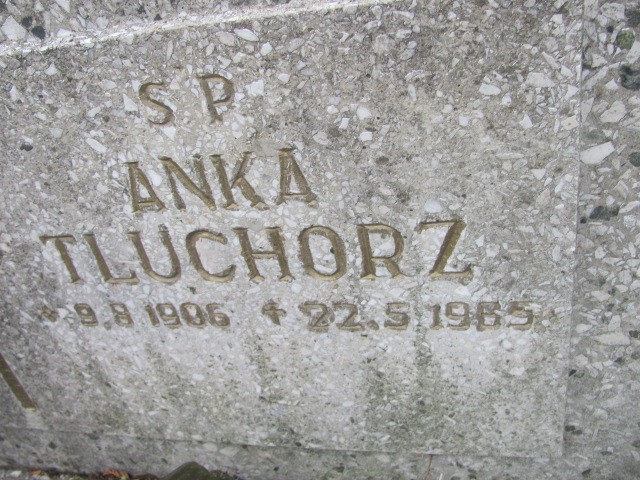 S P
ANKA
TLUCHORZ
* 9.8 1906 ✝ 22.5 1965